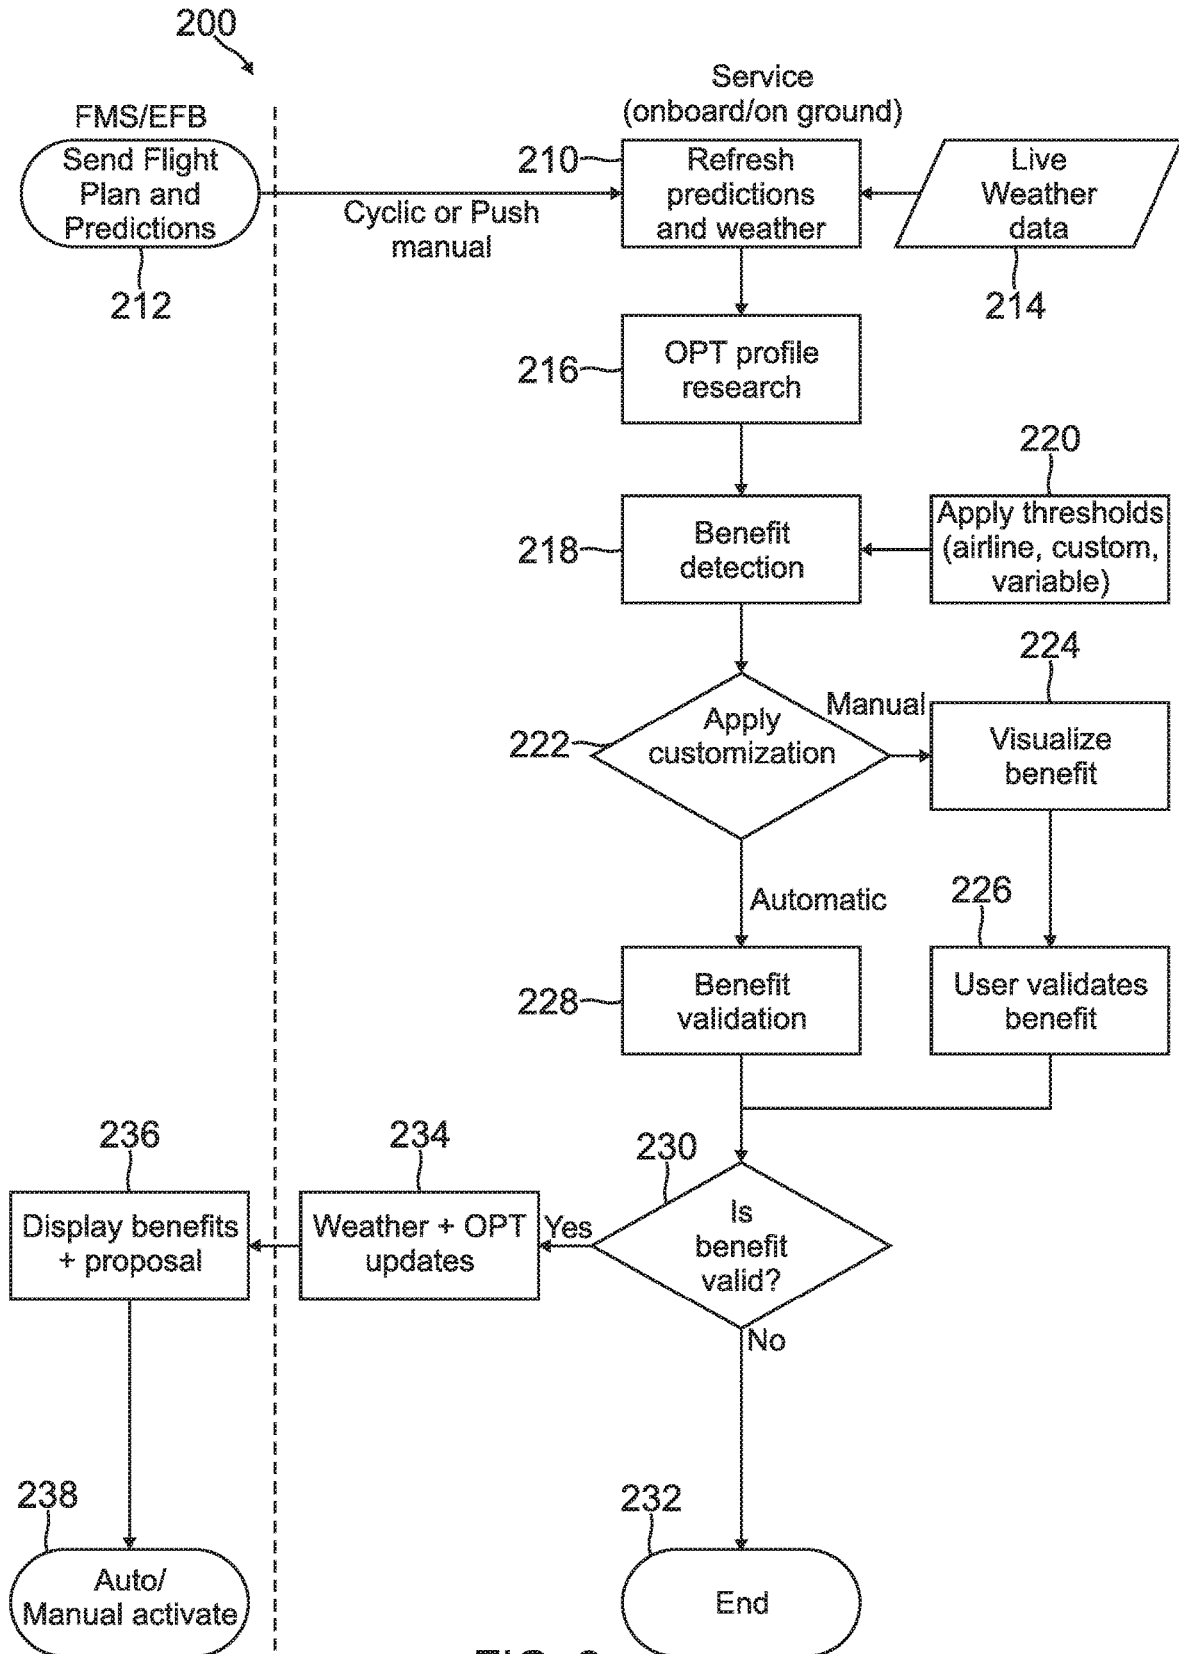 200
FMS/EFB
Service
(onboard/on ground)
Send Flight
Plan and
Predictions
212
Cyclic or Push
manual
210
Refresh
predictions
and weather
Live
Weather
data
214
216
OPT profile
research
218
Benefit
detection
220
Apply thresholds
(airline, custom,
variable)
222
Apply
customization
Manual
224
Visualize
benefit
Automatic
226
User validates
benefit
228
Benefit
validation
230
Is
benefit
valid?
Yes
No
234
Weather + OPT
updates
236
Display benefits
+ proposal
238
Auto/
Manual activate
232
End